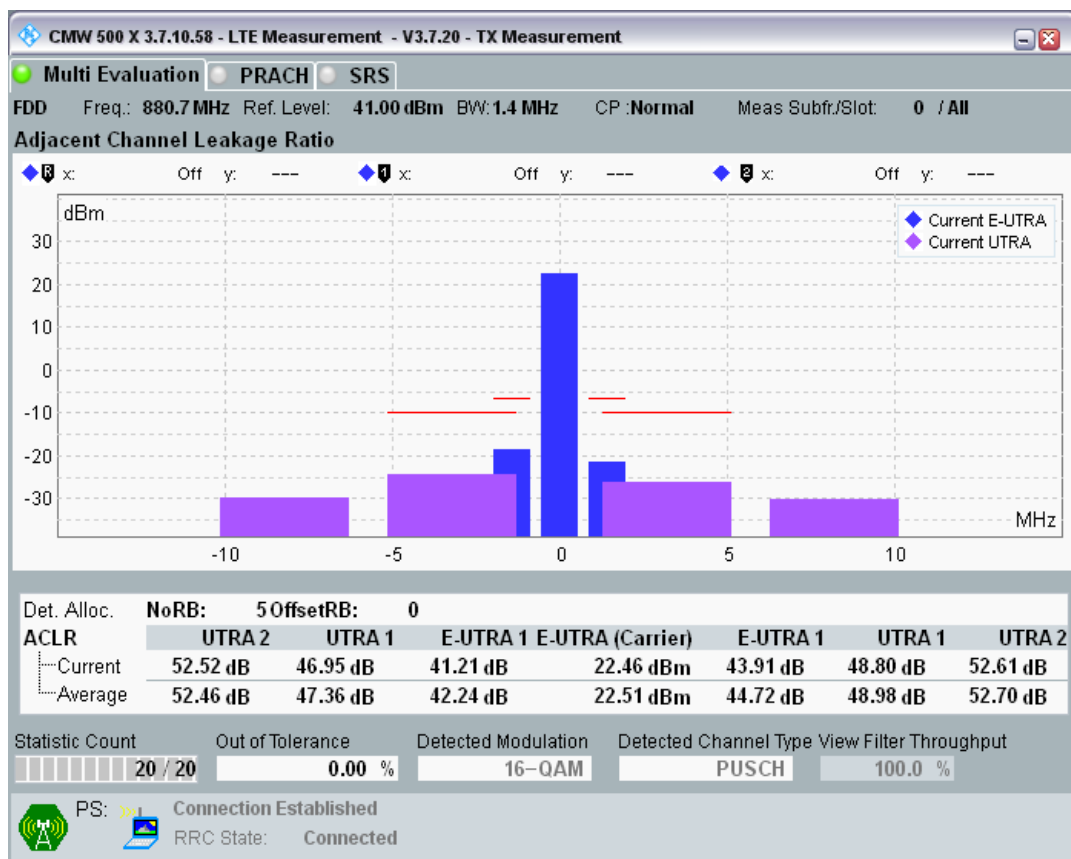 CMW 500 X 3.7.10.58 - LTE Measurement - V3.7.20 - TX Measurement
Multi Evaluation PRACH SRS
FDD Freq.: 880.7 MHz Ref. Level: 41.00 dBm BW: 1.4 MHz CP :Normal Meas Subfr./Slot: 0 / All
Adjacent Channel Leakage Ratio
R x: Off y: --- 1 x: Off y: --- 2 x: Off y: ---
dBm
Current E-UTRA
Current UTRA
30
20
10
0
-10
-20
-30
MHz
-10 -5 0 5 10
Det. Alloc. NoRB: 5 OffsetRB: 0
ACLR UTRA 2 UTRA 1 E-UTRA 1 E-UTRA (Carrier) E-UTRA 1 UTRA 1 UTRA 2
Current 52.52 dB 46.95 dB 41.21 dB 22.46 dBm 43.91 dB 48.80 dB 52.61 dB
Average 52.46 dB 47.36 dB 42.24 dB 22.51 dBm 44.72 dB 48.98 dB 52.70 dB
Statistic Count Out of Tolerance Detected Modulation Detected Channel Type View Filter Throughput
20 / 20 0.00 % 16-QAM PUSCH 100.0 %
PS: Connection Established
RRC State: Connected